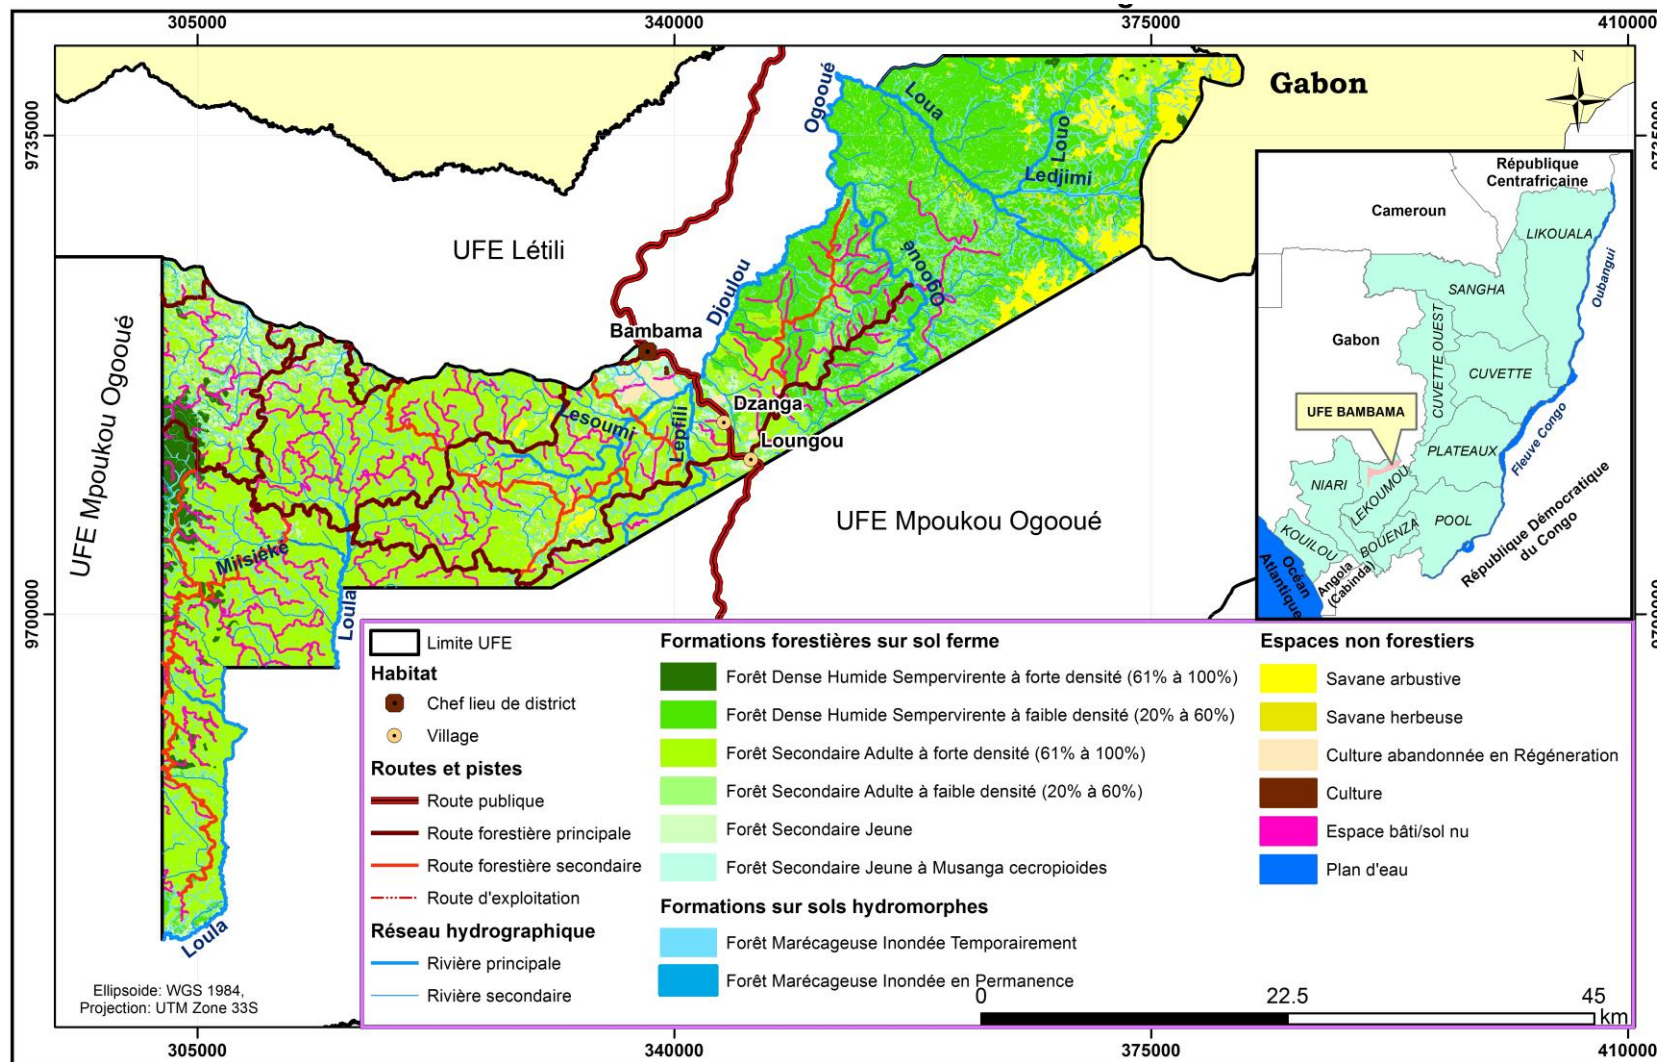 305000
340000
375000
410000
9735000
9735000
Gabon
N
Ogooué
Loua
Louo
Ledjimi
UFE Létili
Ogooué
Djoulou
Bambama
Dzanga
Loungou
Lesoumi
Lepfili
UFE Mpoukou Ogooué
UFE Mpoukou Ogooué
Loula
Loula
9700000
9700000
République
Centrafricaine
Cameroun
LIKOUALA
Oubangui
SANGHA
Gabon
CUVETTE OUEST
CUVETTE
UFE BAMBAMA
PLATEAUX
Fleuve Congo
NIARI
LEKOUMOU
POOL
BOUENZA
KOUILOU
République Démocratique
du Congo
Angola
(Cabinda)
Océan
Atlantique
Limite UFE
Habitat
Chef lieu de district
Village
Routes et pistes
Route publique
Route forestière principale
Route forestière secondaire
Route d'exploitation
Réseau hydrographique
Rivière principale
Rivière secondaire
Formations forestières sur sol ferme
Forêt Dense Humide Sempervirente à forte densité (61% à 100%)
Forêt Dense Humide Sempervirente à faible densité (20% à 60%)
Forêt Secondaire Adulte à forte densité (61% à 100%)
Forêt Secondaire Adulte à faible densité (20% à 60%)
Forêt Secondaire Jeune
Forêt Secondaire Jeune à Musanga cecropioides
Formations sur sols hydromorphes
Forêt Marécageuse Inondée Temporairement
Forêt Marécageuse Inondée en Permanence
Espaces non forestiers
Savane arbustive
Savane herbeuse
Culture abandonnée en Régéneration
Culture
Espace bâti/sol nu
Plan d'eau
0 22.5 45
km
Ellipsoide: WGS 1984,
Projection: UTM Zone 33S
305000
340000
375000
410000